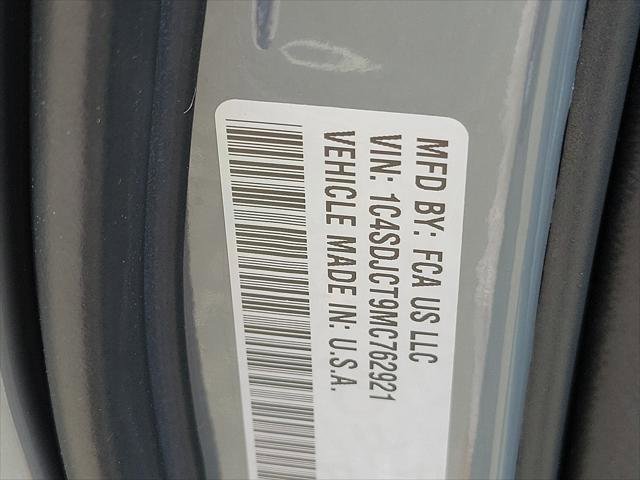 MFD BY: FCA US LLC
VIN: 1C4SDJCT9MC762921
VEHICLE MADE IN: U.S.A.